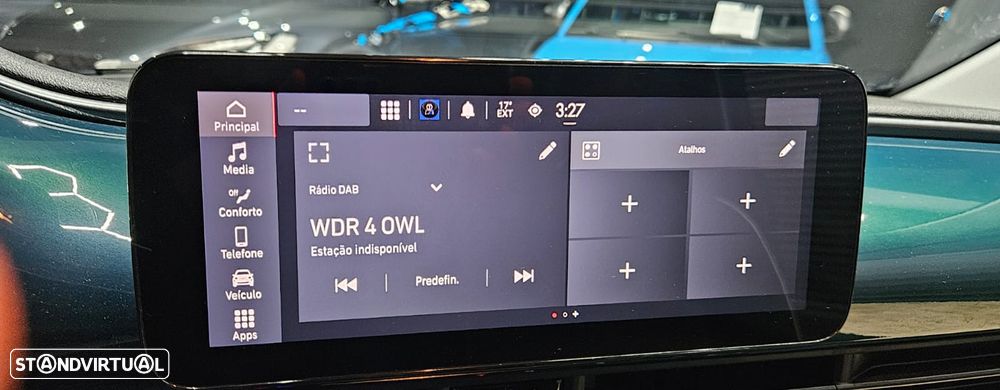 Principal
Media
Off
Conforto
Telefone
Veículo
Apps
--
17°
EXT
3:27
Rádio DAB
WDR 4 OWL
Estação indisponível
Predefin.
Atalhos
+ +
+ +
STANDVIRTUAL